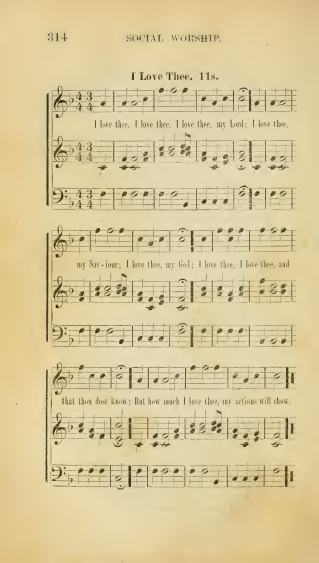 314 SOCIAL WORSHIP.
I Love Thee. 11s.
I love thee, I love thee, I love thee, my Lord; I love thee,
my Sav-iour; I love thee, my God; I love thee, I love thee, and
that thou dost know; But how much I love thee, my actions will show.